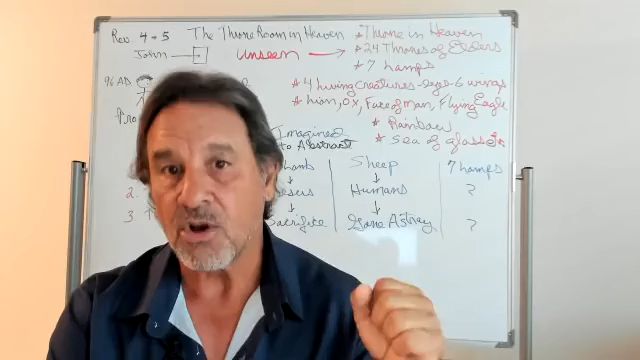 Rev. 4 + 5 The Throne Room in Heaven * Throne in Heaven
John Unseen * 24 Thrones of Elders
* 7 Lamps
96 AD. * 4 Living Creatures - eyes - 6 wings
* Lion, Ox, Face of Man, Flying Eagle
Imagined * Rainbow
to Abstract * Sea of glass
Sheep 7 Lamps
2. Humans ?
3 Sacrifice Gone Astray ?